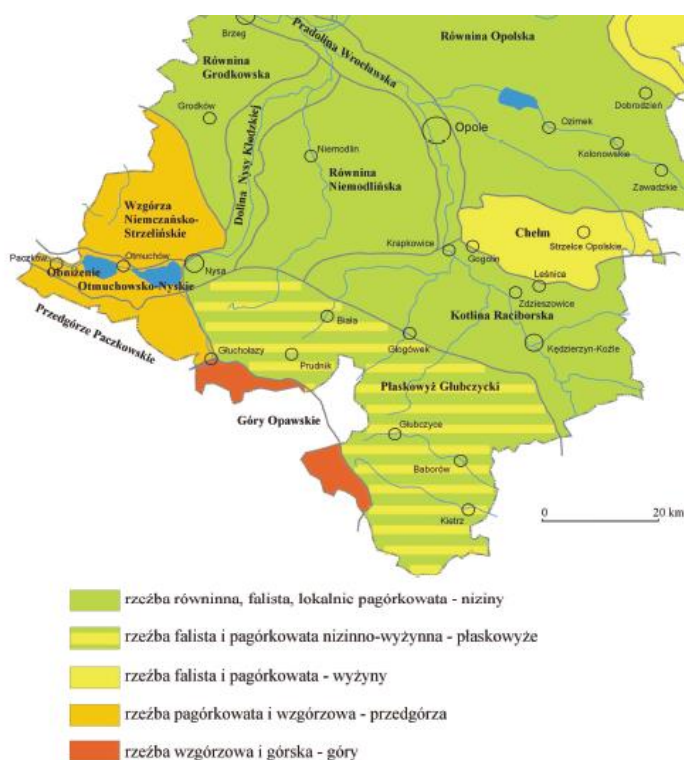 Brzeg
Pradolina Wrocławska
Równina Opolska
Równina
Grodkowska
Dobrodzień
Grodków
Dolina Nysy Kłodzkiej
Opole
Ozimek
Niemodlin
Kolonowskie
Równina
Niemodlińska
Zawadzkie
Wzgórza
Niemczańsko-
Strzelińskie
Chełm
Strzelce Opolskie
Krapkowice
Gogolin
Paczków
Otmuchów
Obniżenie
Otmuchowsko-Nyskie
Nysa
Leśnica
Zdzieszowice
Przedgórze Paczkowskie
Biała
Kotlina Raciborska
Głogówek
Kędzierzyn-Koźle
Głuchołazy
Prudnik
Płaskowyż Głubczycki
Góry Opawskie
Głubczyce
Baborów
Kietrz
0 20 km
rzeźba równinna, falista, lokalnie pagórkowata - niziny
rzeźba falista i pagórkowata nizinno-wyżynna - płaskowyże
rzeźba falista i pagórkowata - wyżyny
rzeźba pagórkowata i wzgórzowa - przedgórza
rzeźba wzgórzowa i górska - góry